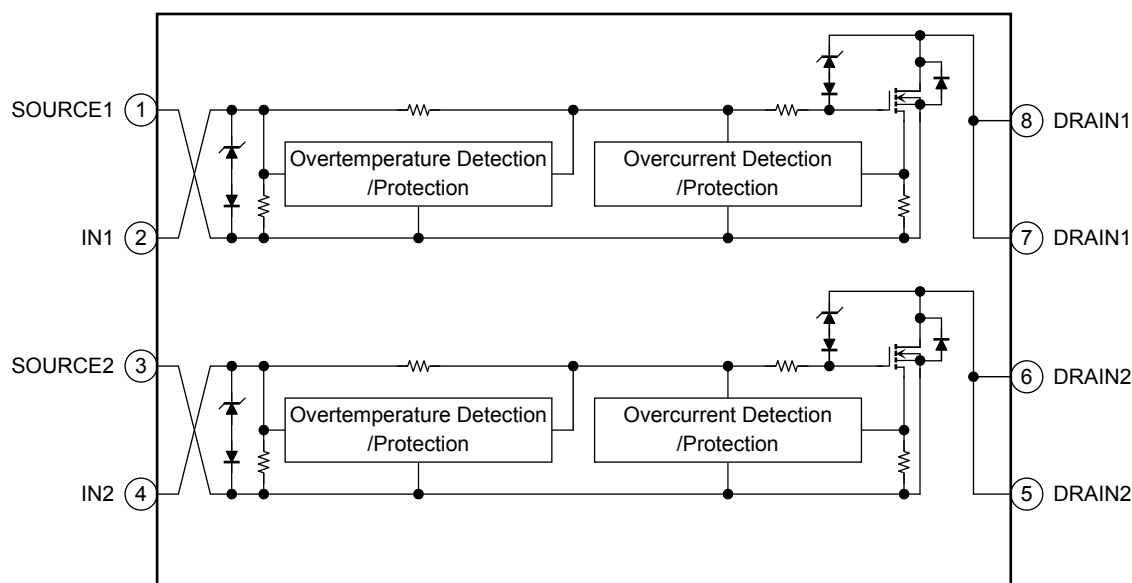 SOURCE1 1
8 DRAIN1
Overtemperature Detection
/Protection
Overcurrent Detection
/Protection
IN1 2
7 DRAIN1
SOURCE2 3
6 DRAIN2
Overtemperature Detection
/Protection
Overcurrent Detection
/Protection
IN2 4
5 DRAIN2